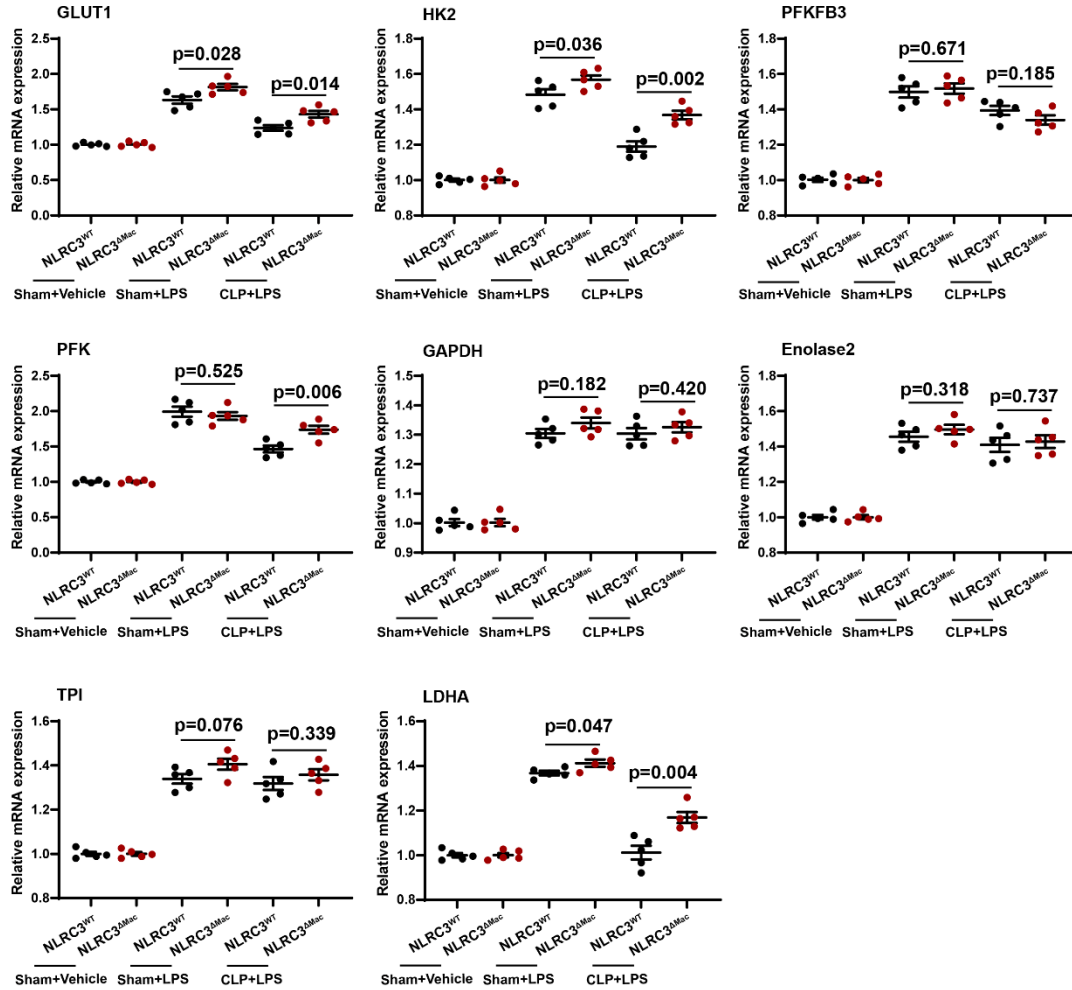 GLUT1
Relative mRNA expression
2.5
2.0
1.5
1.0
0.5
0.0
p=0.028
p=0.014
NLRC3WT
NLRC3ΔMac
NLRC3WT
NLRC3ΔMac
NLRC3WT
NLRC3ΔMac
Sham+Vehicle
Sham+LPS
CLP+LPS
HK2
Relative mRNA expression
1.8
1.6
1.4
1.2
1.0
0.8
p=0.036
p=0.002
NLRC3WT
NLRC3ΔMac
NLRC3WT
NLRC3ΔMac
NLRC3WT
NLRC3ΔMac
Sham+Vehicle
Sham+LPS
CLP+LPS
PFKFB3
Relative mRNA expression
1.8
1.6
1.4
1.2
1.0
0.8
p=0.671
p=0.185
NLRC3WT
NLRC3ΔMac
NLRC3WT
NLRC3ΔMac
NLRC3WT
NLRC3ΔMac
Sham+Vehicle
Sham+LPS
CLP+LPS
PFK
Relative mRNA expression
2.5
2.0
1.5
1.0
0.5
0.0
p=0.525
p=0.006
NLRC3WT
NLRC3ΔMac
NLRC3WT
NLRC3ΔMac
NLRC3WT
NLRC3ΔMac
Sham+Vehicle
Sham+LPS
CLP+LPS
GAPDH
Relative mRNA expression
1.5
1.4
1.3
1.2
1.1
1.0
0.9
p=0.182
p=0.420
NLRC3WT
NLRC3ΔMac
NLRC3WT
NLRC3ΔMac
NLRC3WT
NLRC3ΔMac
Sham+Vehicle
Sham+LPS
CLP+LPS
Enolase2
Relative mRNA expression
1.8
1.6
1.4
1.2
1.0
0.8
p=0.318
p=0.737
NLRC3WT
NLRC3ΔMac
NLRC3WT
NLRC3ΔMac
NLRC3WT
NLRC3ΔMac
Sham+Vehicle
Sham+LPS
CLP+LPS
TPI
Relative mRNA expression
1.6
1.4
1.2
1.0
0.8
p=0.076
p=0.339
NLRC3WT
NLRC3ΔMac
NLRC3WT
NLRC3ΔMac
NLRC3WT
NLRC3ΔMac
Sham+Vehicle
Sham+LPS
CLP+LPS
LDHA
Relative mRNA expression
1.6
1.4
1.2
1.0
0.8
p=0.047
p=0.004
NLRC3WT
NLRC3ΔMac
NLRC3WT
NLRC3ΔMac
NLRC3WT
NLRC3ΔMac
Sham+Vehicle
Sham+LPS
CLP+LPS